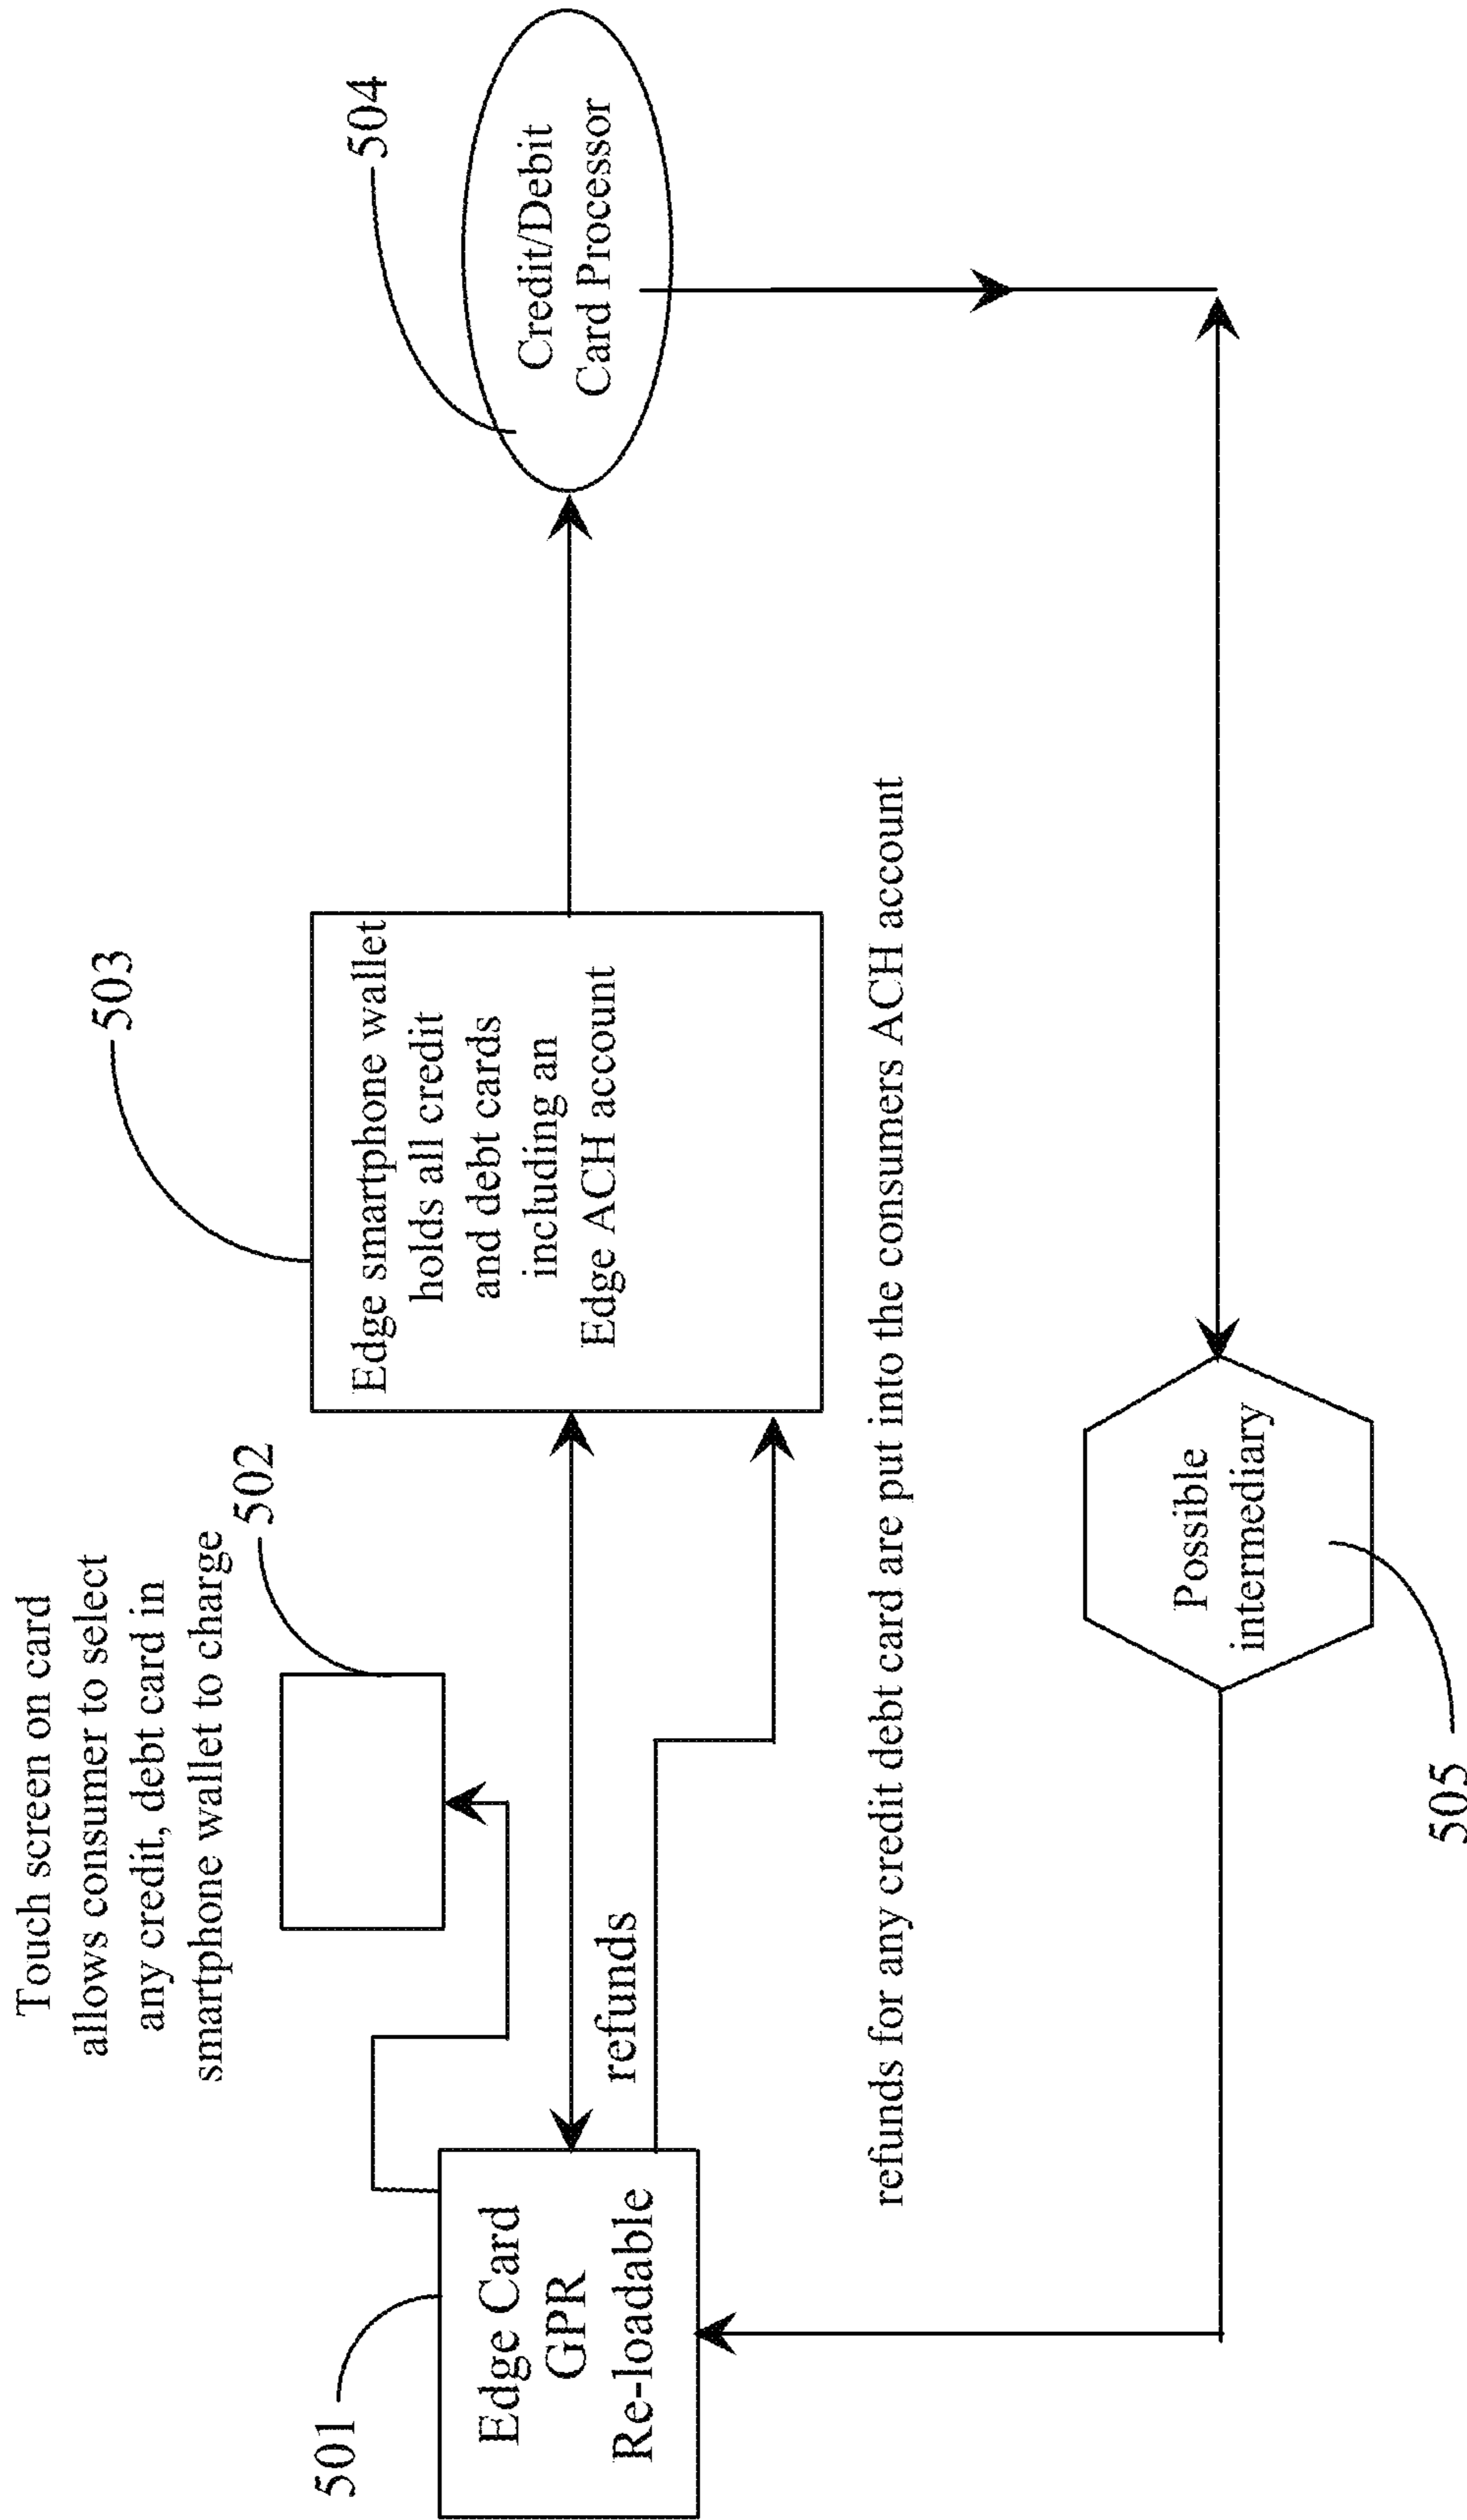 Touch screen on card
allows consumer to select
any credit, debt card in
smartphone wallet to charge
502
503
504
501
Edge Card
GPR
Re-loadable
refunds
Edge smartphone wallet
holds all credit
and debt cards
including an
Edge ACH account
Credit/Debit
Card Processor
refunds for any credit debt card are put into the consumers ACH account
Possible
intermediary
505